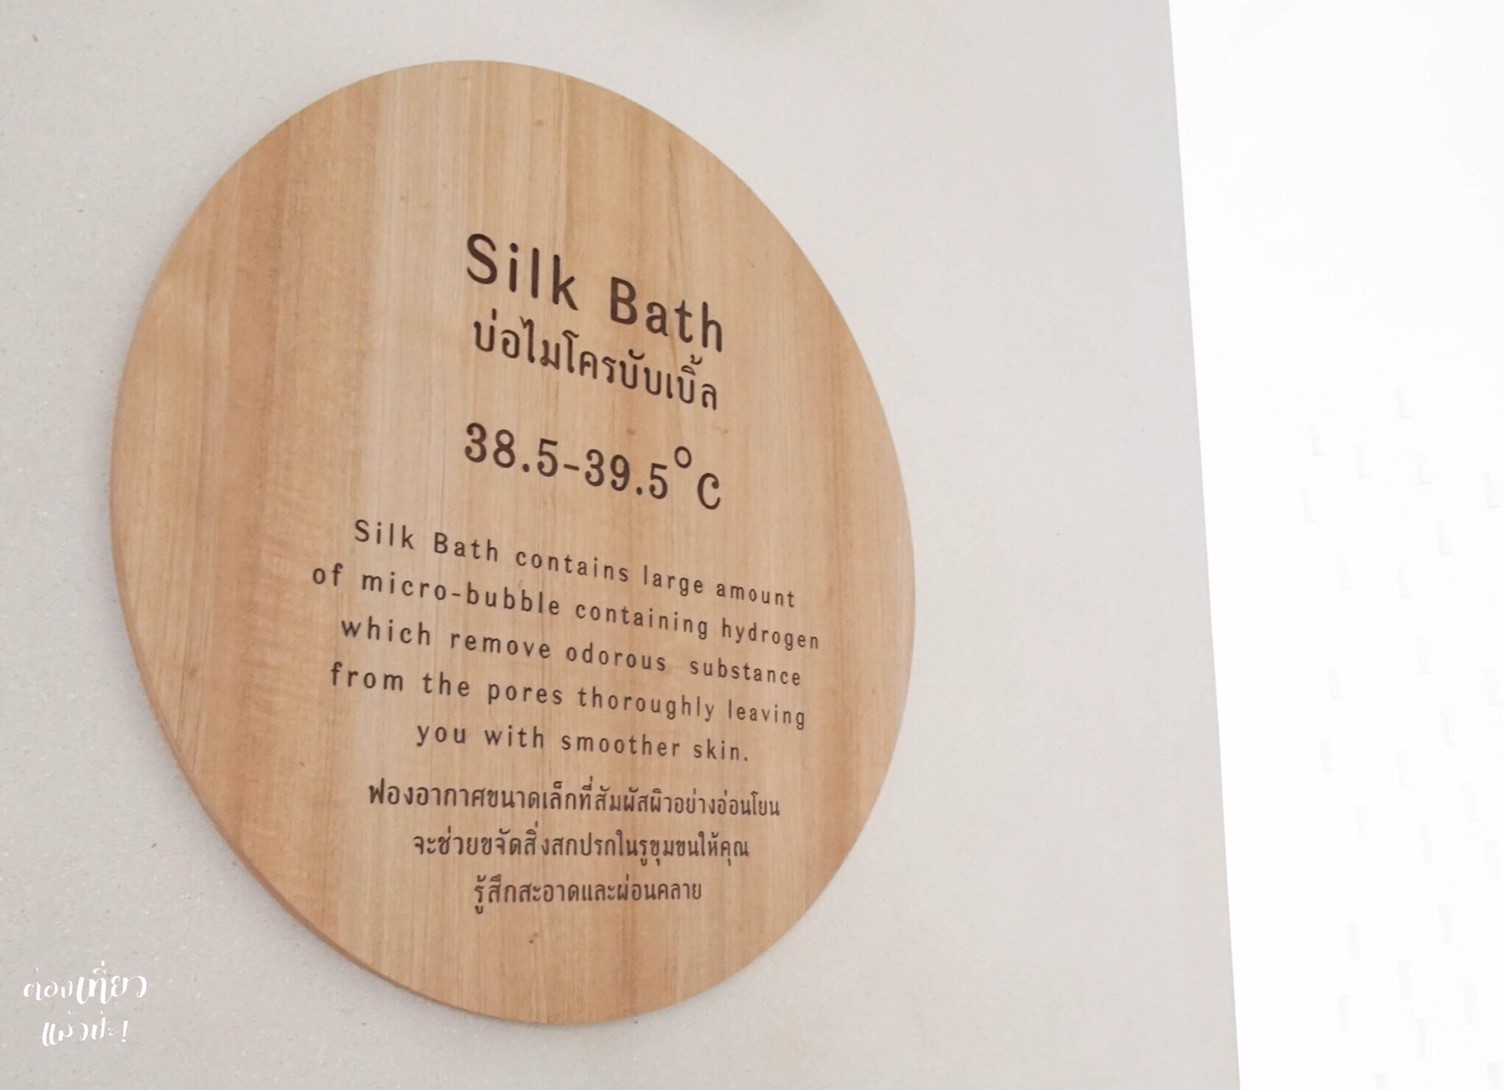 Silk Bath
บ่อไมโครบับเบิ้ล
38.5-39.5°C
Silk Bath contains large amount
of micro-bubble containing hydrogen
which remove odorous substance
from the pores thoroughly leaving
you with smoother skin.
ฟองอากาศขนาดเล็กที่สัมผัสผิวอย่างอ่อนโยน
จะช่วยขจัดสิ่งสกปรกในรูขุมขนให้คุณ
รู้สึกสะอาดและผ่อนคลาย
ต่องเที่ยว